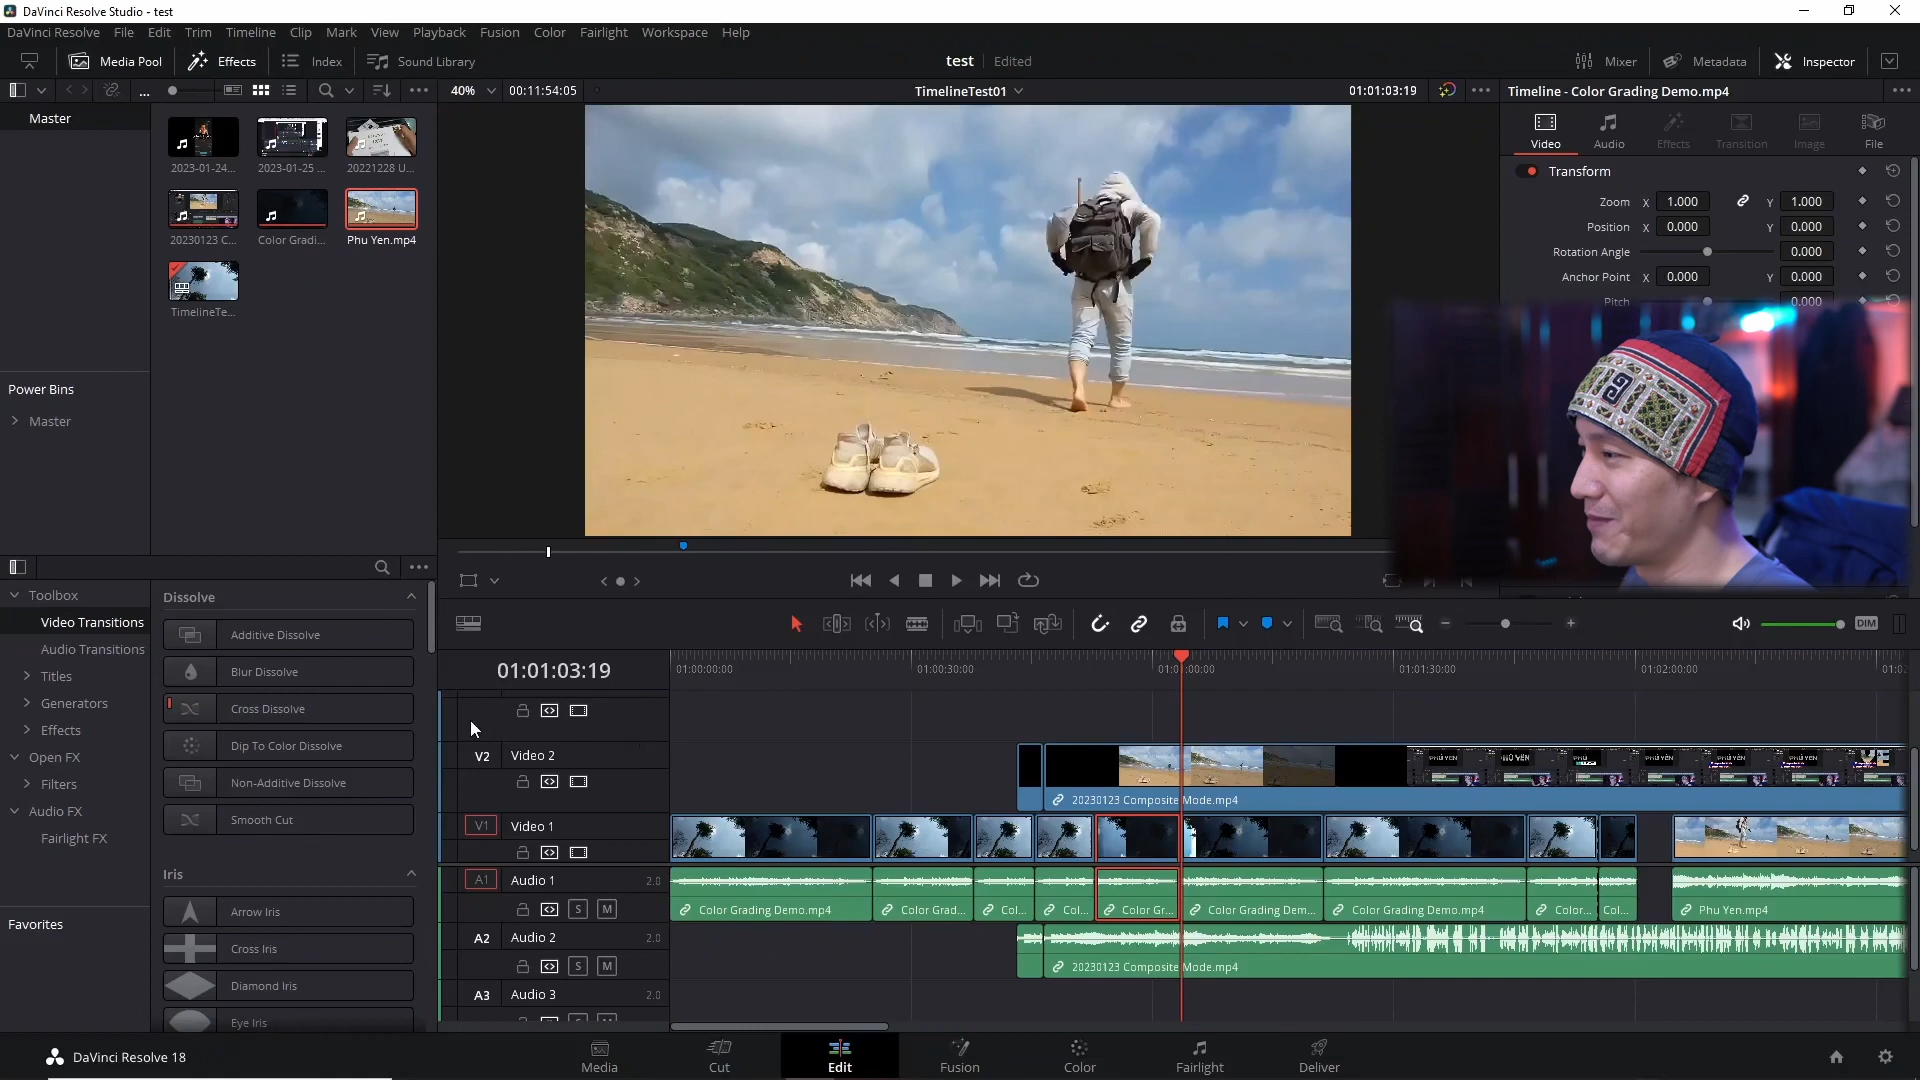 DaVinci Resolve Studio - test
DaVinci Resolve File Edit Trim Timeline Clip Mark View Playback Fusion Color Fairlight Workspace Help
Media Pool Effects Index Sound Library test Edited Mixer Metadata Inspector
... 40% 00:11:54:05 TimelineTest01 01:01:03:19 Timeline - Color Grading Demo.mp4
Master
2023-01-24... 2023-01-25 ... 20221228 U...
20230123 C... Color Gradi... Phu Yen.mp4
TimelineTe...
Power Bins
Master
Video Audio Effects Transition Image File
Transform
Zoom X 1.000 Y 1.000
Position X 0.000 Y 0.000
Rotation Angle 0.000
Anchor Point X 0.000 Y 0.000
Pitch 0.000
Toolbox
Video Transitions
Audio Transitions
Titles
Generators
Effects
Open FX
Filters
Audio FX
Fairlight FX
Favorites
Dissolve
Additive Dissolve
Blur Dissolve
Cross Dissolve
Dip To Color Dissolve
Non-Additive Dissolve
Smooth Cut
Iris
Arrow Iris
Cross Iris
Diamond Iris
Eye Iris
DIM
01:01:03:19 01:00:00:00 01:00:30:00 01:01:00:00 01:01:30:00 01:02:00:00
V2 Video 2
20230123 Composite Mode.mp4
V1 Video 1
A1 Audio 1 2.0
S M Color Grading Demo.mp4 Color Grad... Col... Col... Color Gr... Color Grading Dem... Color Grading Demo.mp4 Color... Col... Phu Yen.mp4
A2 Audio 2 2.0
S M 20230123 Composite Mode.mp4
A3 Audio 3 2.0
DaVinci Resolve 18 Media Cut Edit Fusion Color Fairlight Deliver